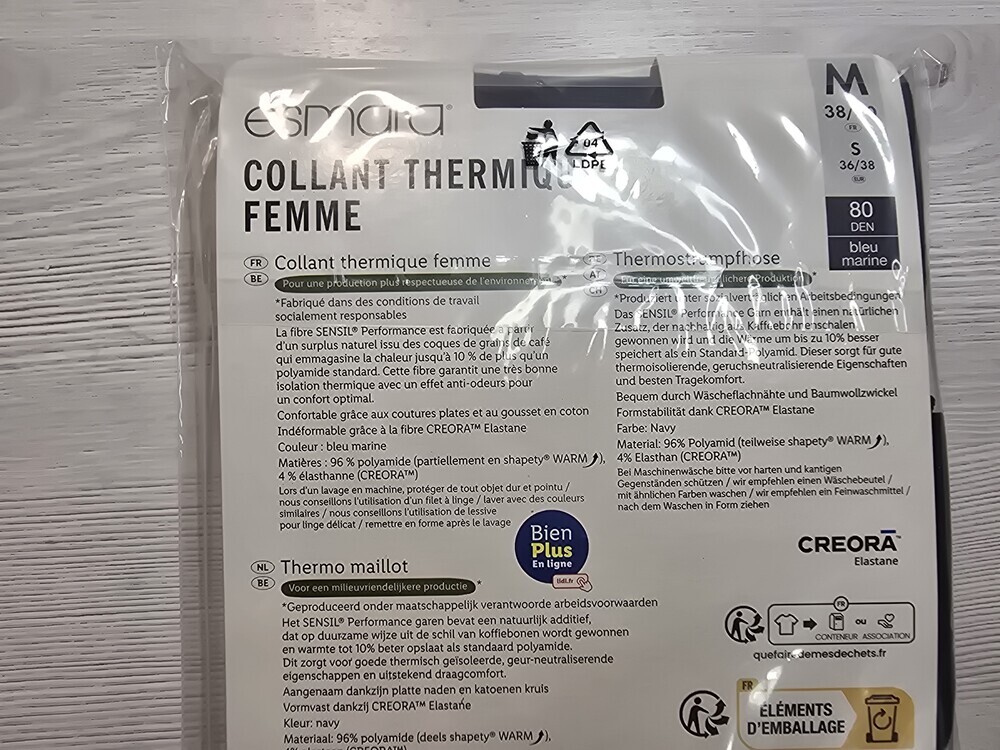 esmara®
M
38/
FR
S
36/38
EUR
80
DEN
bleu
marine
04
LDPE
COLLANT THERMIQUE
FEMME
FR
BE
Collant thermique femme
Pour une production plus respectueuse de l'environnement*
*Fabriqué dans des conditions de travail
socialement responsables
La fibre SENSIL® Performance est fabriquée à partir
d'un surplus naturel issu des coques de grains de café
qui emmagasine la chaleur jusqu'à 10 % de plus qu'un
polyamide standard. Cette fibre garantit une très bonne
isolation thermique avec un effet anti-odeurs pour
un confort optimal.
Confortable grâce aux coutures plates et au gousset en coton
Indéformable grâce à la fibre CREORA™ Elastane
Couleur : bleu marine
Matières : 96 % polyamide (partiellement en shapety® WARM),
4 % élasthanne (CREORA™)
Lors d'un lavage en machine, protéger de tout objet dur et pointu /
nous conseillons l'utilisation d'un filet à linge / laver avec des couleurs
similaires / nous conseillons l'utilisation de lessive
pour linge délicat / remettre en forme après le lavage
AT
CH
Thermostrumpfhose
Für eine umweltfreundlichere Produktion*
*Produziert unter sozialverträglichen Arbeitsbedingungen
Das SENSIL® Performance Garn enthält einen natürlichen
Zusatz, der nachhaltig aus Kaffeebohnenschalen
gewonnen wird und die Wärme um bis zu 10% besser
speichert als ein Standard-Polyamid. Dieser sorgt für gute
thermoisolierende, geruchsneutralisierende Eigenschaften
und besten Tragekomfort.
Bequem durch Wäscheflachnähte und Baumwollzwickel
Formstabilität dank CREORA™ Elastane
Farbe: Navy
Material: 96% Polyamid (teilweise shapety® WARM),
4% Elasthan (CREORA™)
Bei Maschinenwäsche bitte vor harten und kantigen
Gegenständen schützen / wir empfehlen einen Wäschebeutel /
mit ähnlichen Farben waschen / wir empfehlen ein Feinwaschmittel /
nach dem Waschen in Form ziehen
Bien
Plus
En ligne
lidl.fr
CREORA™
Elastane
NL
BE
Thermo maillot
Voor een milieuvriendelijkere productie*
*Geproduceerd onder maatschappelijk verantwoorde arbeidsvoorwaarden
Het SENSIL® Performance garen bevat een natuurlijk additief,
dat op duurzame wijze uit de schil van koffiebonen wordt gewonnen
en warmte tot 10% beter opslaat als standaard polyamide.
Dit zorgt voor goede thermisch geïsoleerde, geur-neutraliserende
eigenschappen en uitstekend draagcomfort.
Aangenaam dankzijn platte naden en katoenen kruis
Vormvast dankzij CREORA™ Elastane
Kleur: navy
Materiaal: 96% polyamide (deels shapety® WARM),
FR
OU
CONTENEUR ASSOCIATION
quefairedemesdechets.fr
FR
ÉLÉMENTS
D'EMBALLAGE